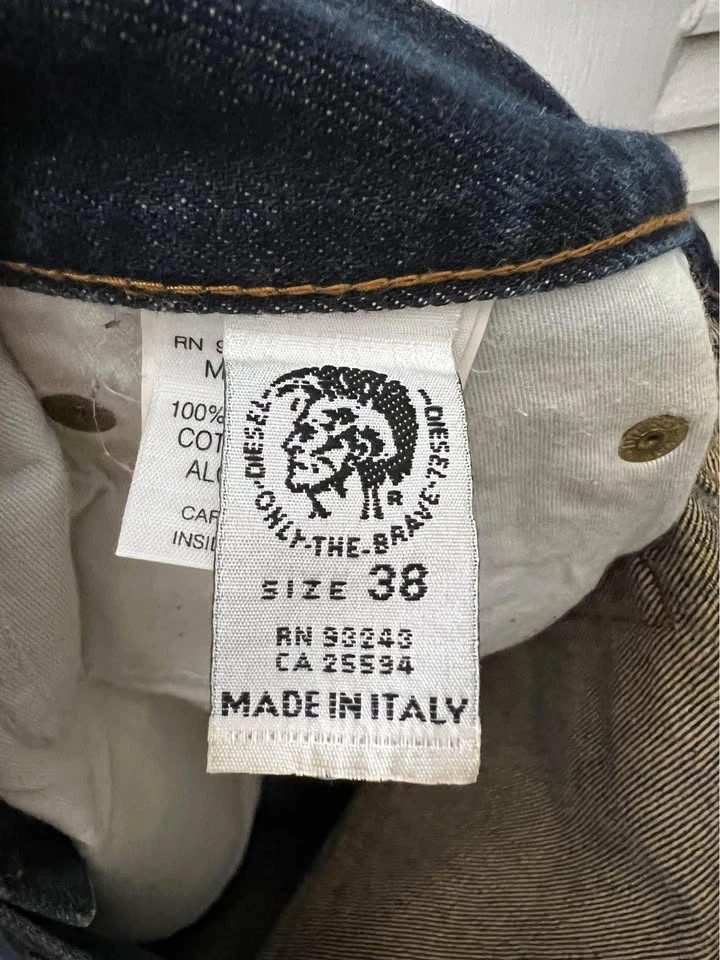 DIESEL
DIESEL
ONLY-THE-BRAVE
R
SIZE 38
RN 93243
CA 25594
MADE IN ITALY
RN
100%